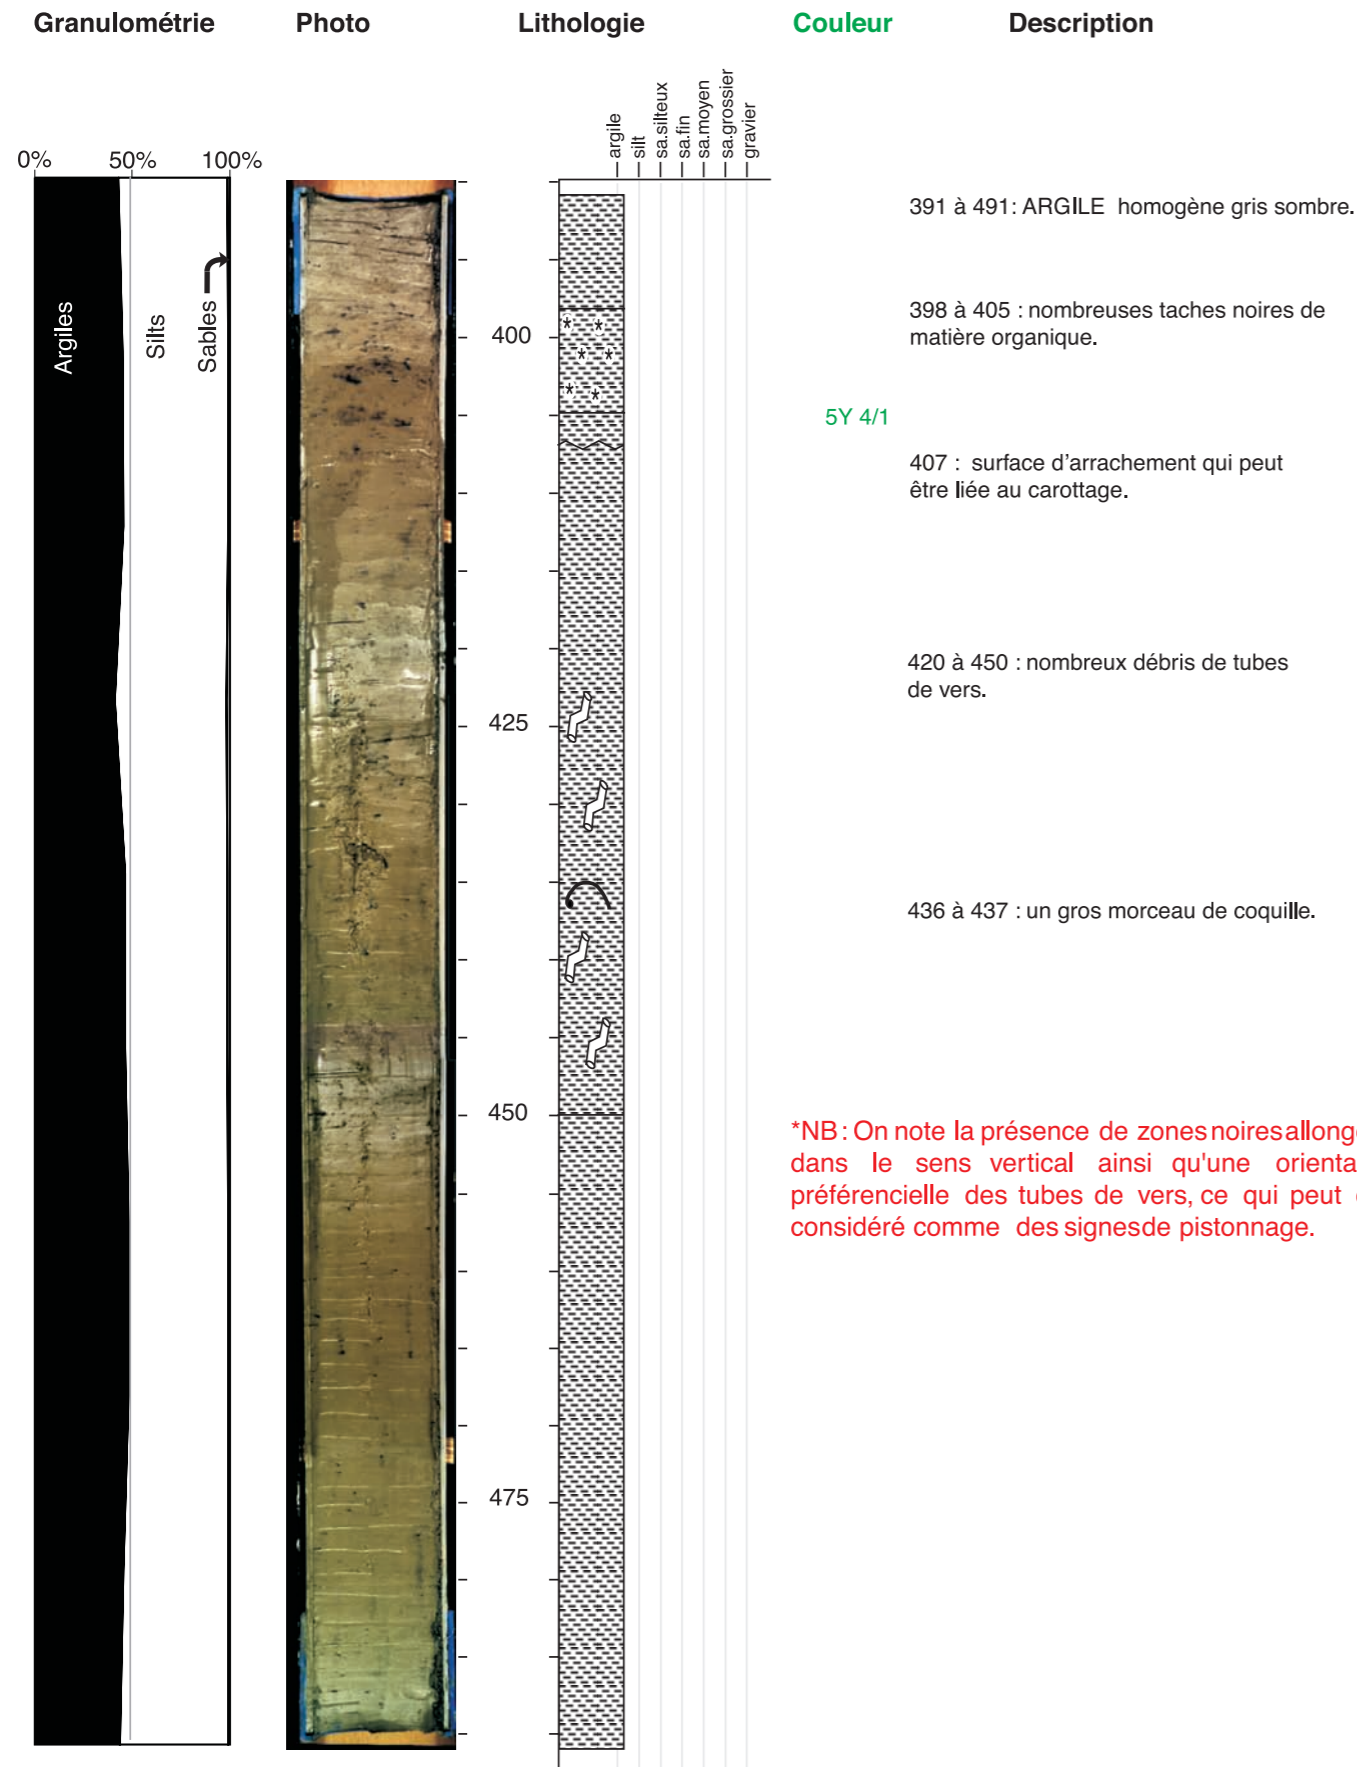 Granulométrie Photo Lithologie Couleur Description
argile
silt
sa.silteux
sa.fin
sa.moyen
sa.grossier
gravier
0% 50% 100%
Argiles
Silts
Sables
391 à 491: ARGILE homogène gris sombre.
398 à 405 : nombreuses taches noires de
matière organique.
400
5Y 4/1
407 : surface d'arrachement qui peut
être liée au carottage.
420 à 450 : nombreux débris de tubes
de vers.
425
436 à 437 : un gros morceau de coquille.
450
*NB: On note la présence de zones noires
dans le sens vertical ainsi qu'une
préférencielle des tubes de vers, ce qui peut
considéré comme des signesde pistonnage.
475